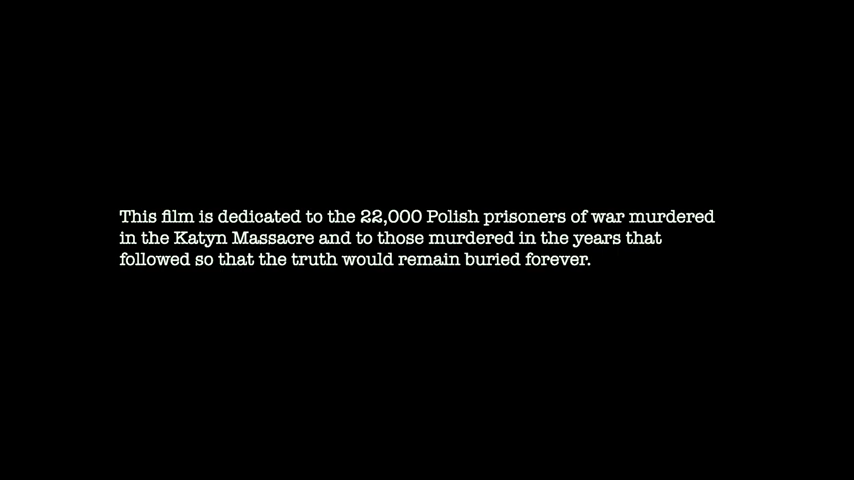 This film is dedicated to the 22,000 Polish prisoners of war murdered
in the Katyn Massacre and to those murdered in the years that
followed so that the truth would remain buried forever.